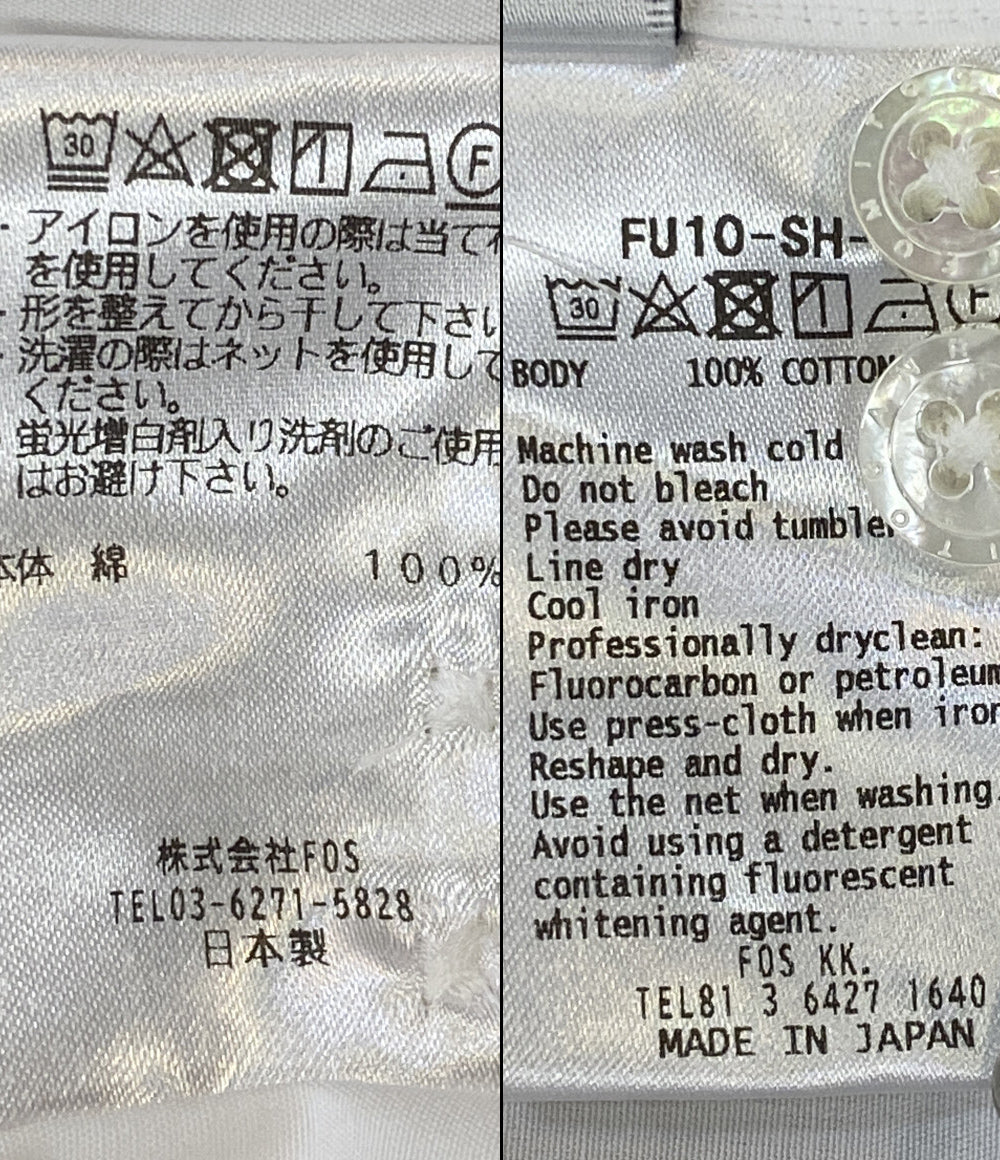 30
・アイロンを使用の際は当て
を使用してください。
・形を整えてから干して下さい
・洗濯の際はネットを使用して
ください。
・蛍光増白剤入り洗剤のご使用
はお避け下さい。
本体 綿 100%
株式会社FOS
TEL03-6271-5828
日本製
FU10-SH-
30
BODY 100% COTTON
Machine wash cold
Do not bleach
Please avoid tumbler
Line dry
Cool iron
Professionally dryclean:
Fluorocarbon or petroleum
Use press-cloth when iron
Reshape and dry.
Use the net when washing.
Avoid using a detergent
containing fluorescent
whitening agent.
FOS KK.
TEL81 3 6427 1640
MADE IN JAPAN